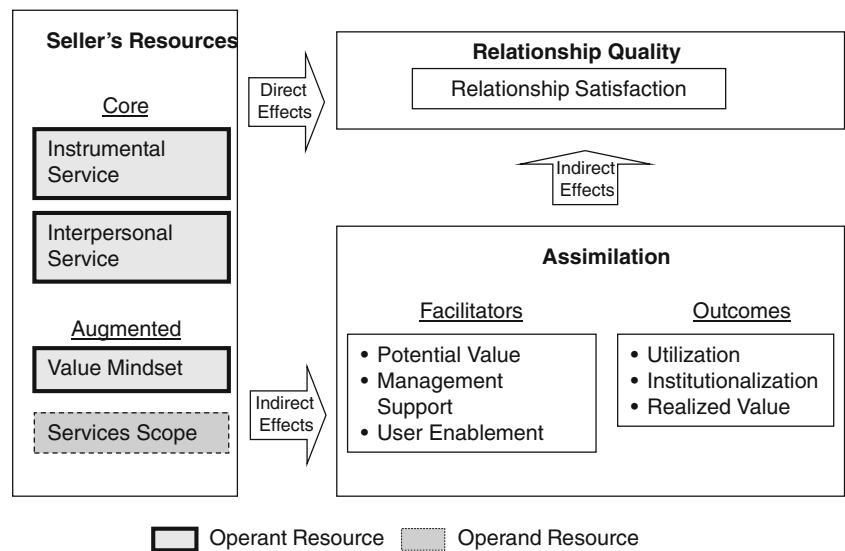 Seller's Resources
Core
Instrumental
Service
Interpersonal
Service
Augmented
Value Mindset
Services Scope
Direct
Effects
Indirect
Effects
Relationship Quality
Relationship Satisfaction
Indirect
Effects
Assimilation
Facilitators
• Potential Value
• Management
Support
• User Enablement
Outcomes
• Utilization
• Institutionalization
• Realized Value
Operant Resource
Operand Resource